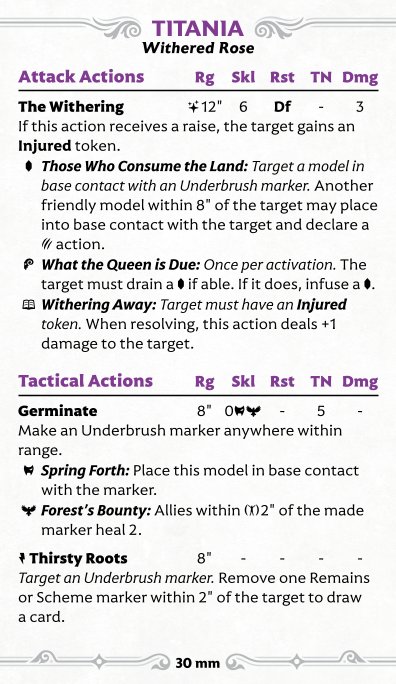 TITANIA
Withered Rose
Attack Actions Rg Skl Rst TN Dmg
The Withering 12" 6 Df - 3
If this action receives a raise, the target gains an
Injured token.
Those Who Consume the Land: Target a model in
base contact with an Underbrush marker. Another
friendly model within 8" of the target may place
into base contact with the target and declare a
action.
What the Queen is Due: Once per activation. The
target must drain a if able. If it does, infuse a .
Withering Away: Target must have an Injured
token. When resolving, this action deals +1
damage to the target.
Tactical Actions Rg Skl Rst TN Dmg
Germinate 8" 0 - 5 -
Make an Underbrush marker anywhere within
range.
Spring Forth: Place this model in base contact
with the marker.
Forest's Bounty: Allies within 2" of the made
marker heal 2.
Thirsty Roots 8" - - - -
Target an Underbrush marker. Remove one Remains
or Scheme marker within 2" of the target to draw
a card.
30 mm